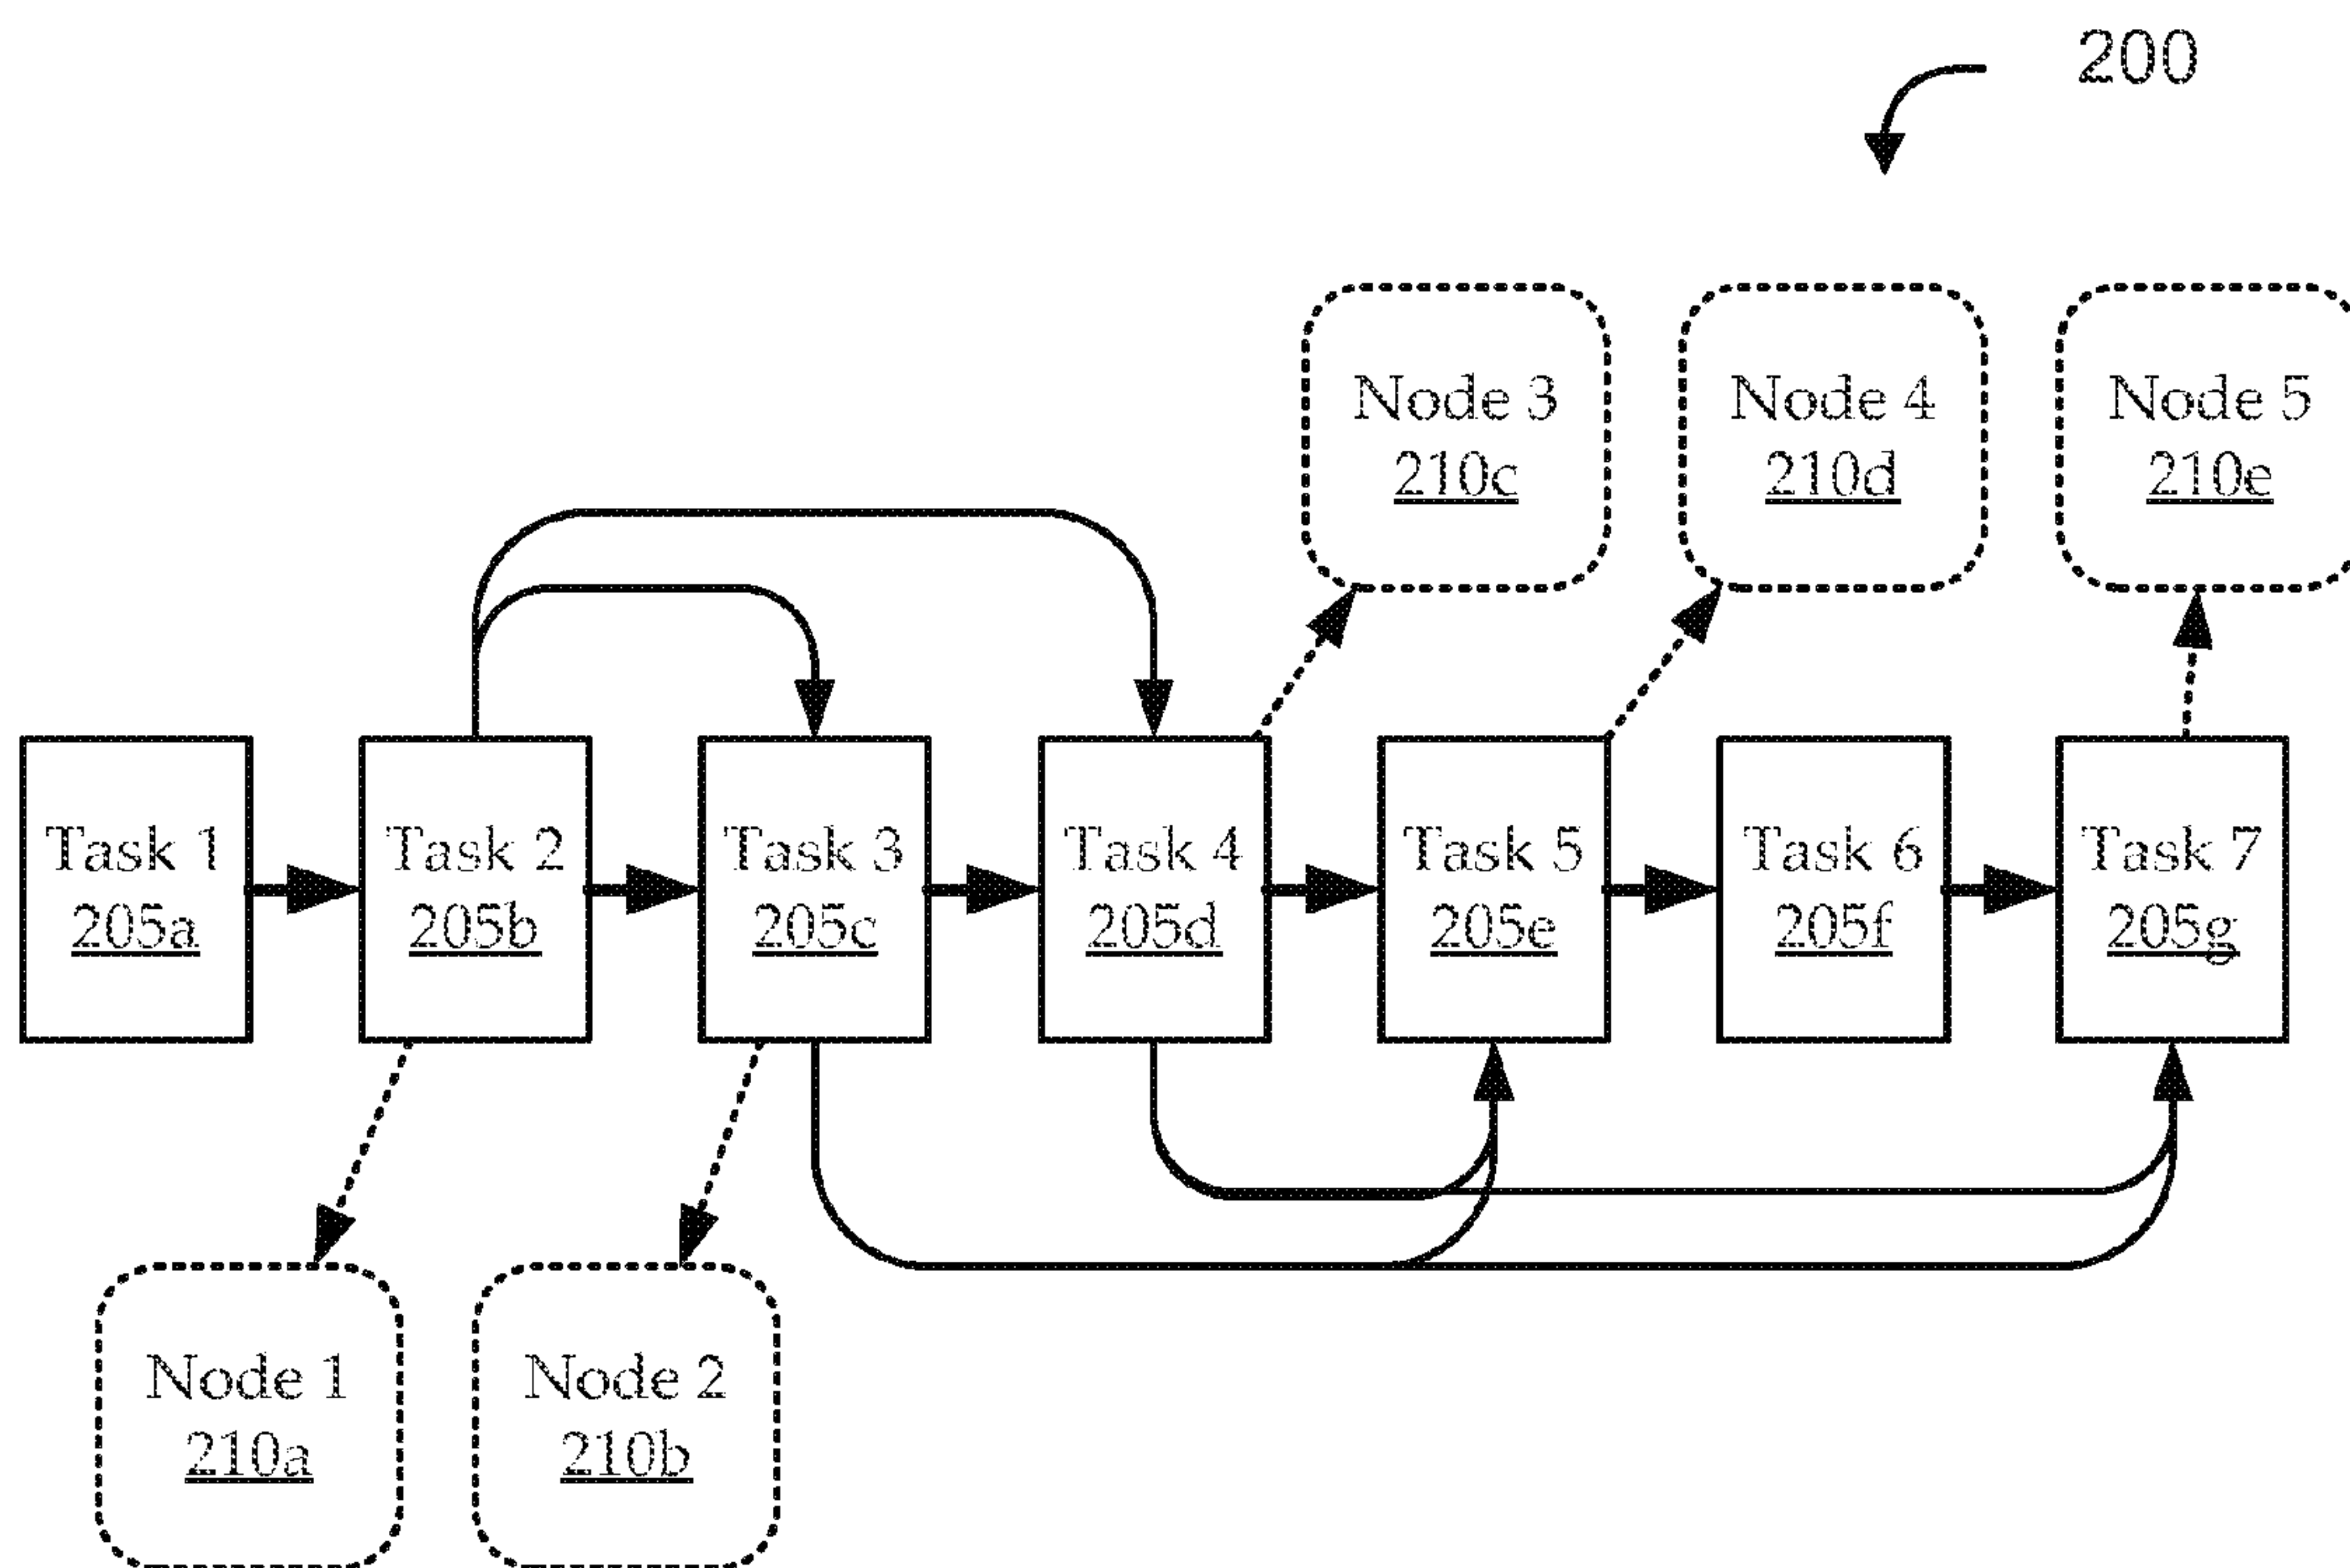 200
Node 3
210c
Node 4
210d
Node 5
210e
Task 1
205a
Task 2
205b
Task 3
205c
Task 4
205d
Task 5
205e
Task 6
205f
Task 7
205g
Node 1
210a
Node 2
210b